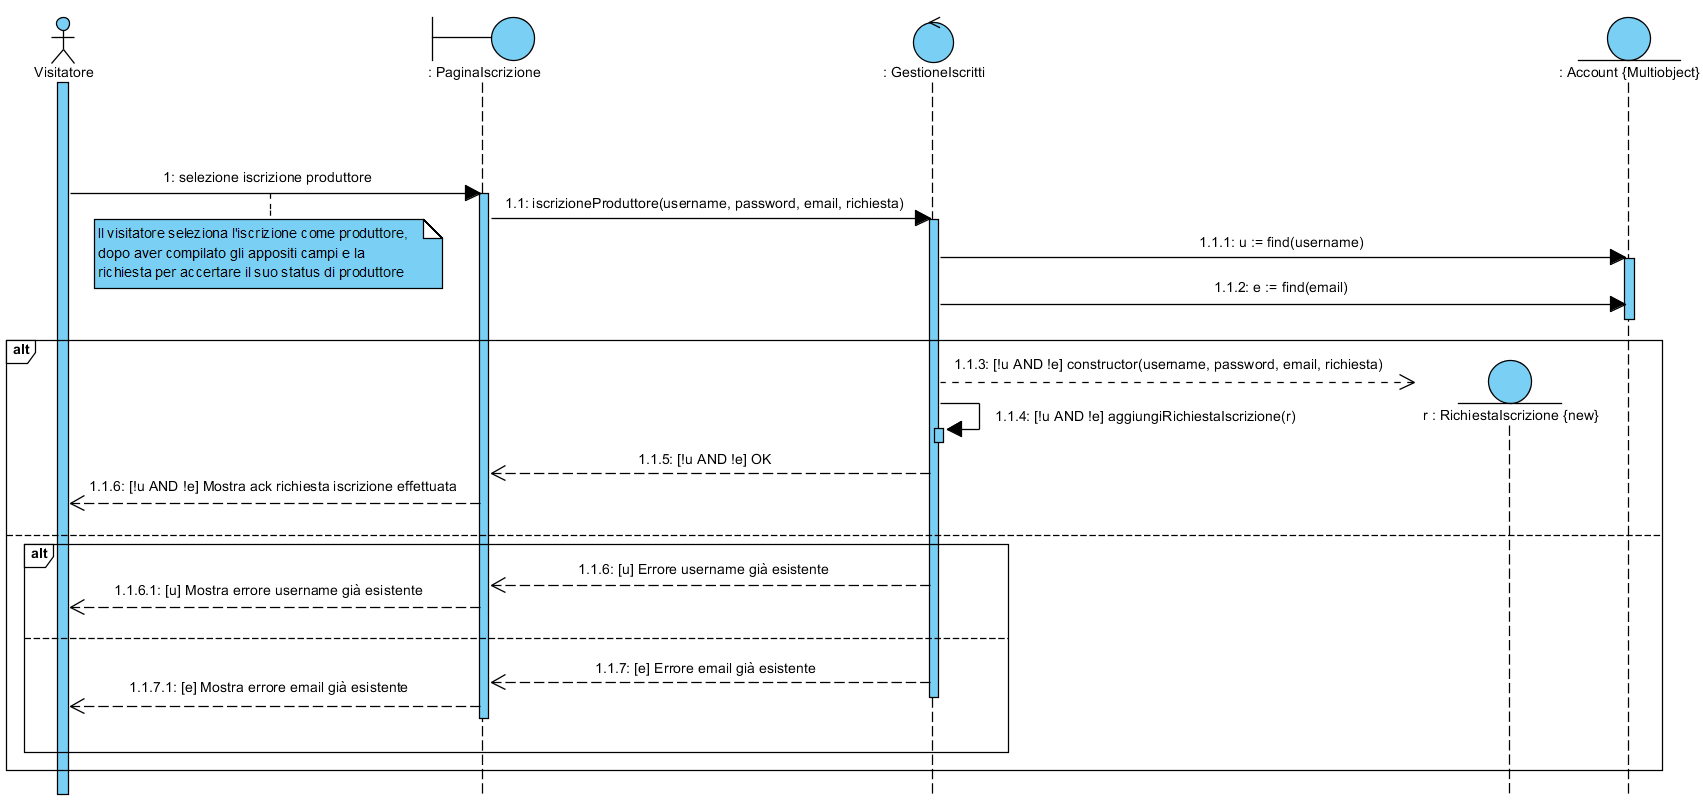 Visitatore
: PaginaIscrizione
: GestioneIscritti
: Account {Multiobject}
1: selezione iscrizione produttore
1.1: iscrizioneProduttore(username, password, email, richiesta)
Il visitatore seleziona l'iscrizione come produttore,
dopo aver compilato gli appositi campi e la
richiesta per accertare il suo status di produttore
1.1.1: u := find(username)
1.1.2: e := find(email)
alt
1.1.3: [!u AND !e] constructor(username, password, email, richiesta)
r : RichiestaIscrizione {new}
1.1.4: [!u AND !e] aggiungiRichiestaIscrizione(r)
1.1.5: [!u AND !e] OK
1.1.6: [!u AND !e] Mostra ack richiesta iscrizione effettuata
alt
1.1.6: [u] Errore username già esistente
1.1.6.1: [u] Mostra errore username già esistente
1.1.7: [e] Errore email già esistente
1.1.7.1: [e] Mostra errore email già esistente